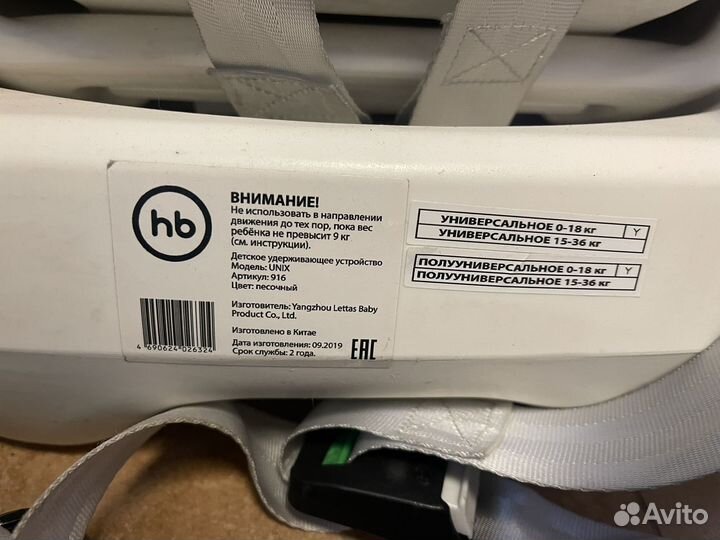 hb
ВНИМАНИЕ!
Не использовать в направлении
движения до тех пор, пока вес
ребёнка не превысит 9 кг
(см. инструкции).
Детское удерживающее устройство
Модель: UNIX
Артикул: 916
Цвет: песочный
Изготовитель: Yangzhou Lettas Baby
Product Co., Ltd.
Изготовлено в Китае
Дата изготовления: 09.2019
Срок службы: 2 года.
4 690624 026324
EAC
УНИВЕРСАЛЬНОЕ 0-18 кг Y
УНИВЕРСАЛЬНОЕ 15-36 кг
ПОЛУУНИВЕРСАЛЬНОЕ 0-18 кг Y
ПОЛУУНИВЕРСАЛЬНОЕ 15-36 кг
Avito